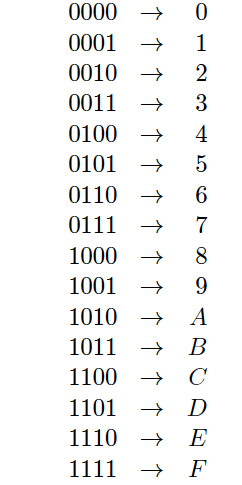 0000 → 0
0001 → 1
0010 → 2
0011 → 3
0100 → 4
0101 → 5
0110 → 6
0111 → 7
1000 → 8
1001 → 9
1010 → A
1011 → B
1100 → C
1101 → D
1110 → E
1111 → F